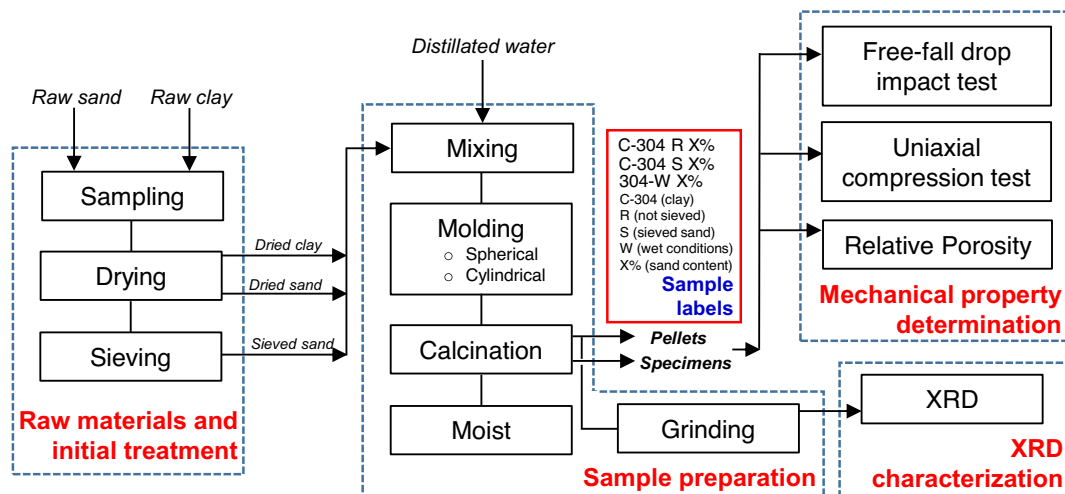 Distillated water
Raw sand
Raw clay
Sampling
Drying
Sieving
Dried clay
Dried sand
Sieved sand
Raw materials and
initial treatment
Mixing
Molding
○ Spherical
○ Cylindrical
Calcination
Moist
Grinding
Sample preparation
C-304 R X%
C-304 S X%
304-W X%
C-304 (clay)
R (not sieved)
S (sieved sand)
W (wet conditions)
X% (sand content)
Sample
labels
Pellets
Specimens
Free-fall drop
impact test
Uniaxial
compression test
Relative Porosity
Mechanical property
determination
XRD
XRD
characterization